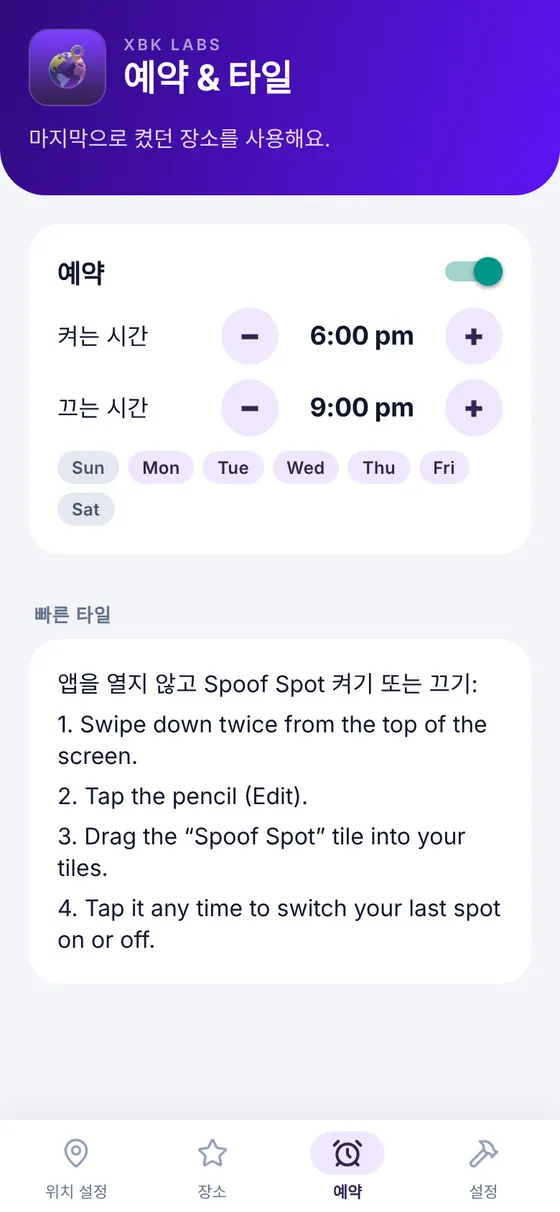 XBK LABS
예약 & 타일
마지막으로 켰던 장소를 사용해요.
예약
켜는 시간
6:00 pm
끄는 시간
9:00 pm
Sun Mon Tue Wed Thu Fri
Sat
빠른 타일
앱을 열지 않고 Spoof Spot 켜기 또는 끄기:
1. Swipe down twice from the top of the
screen.
2. Tap the pencil (Edit).
3. Drag the “Spoof Spot” tile into your
tiles.
4. Tap it any time to switch your last spot
on or off.
위치 설정 장소 예약 설정